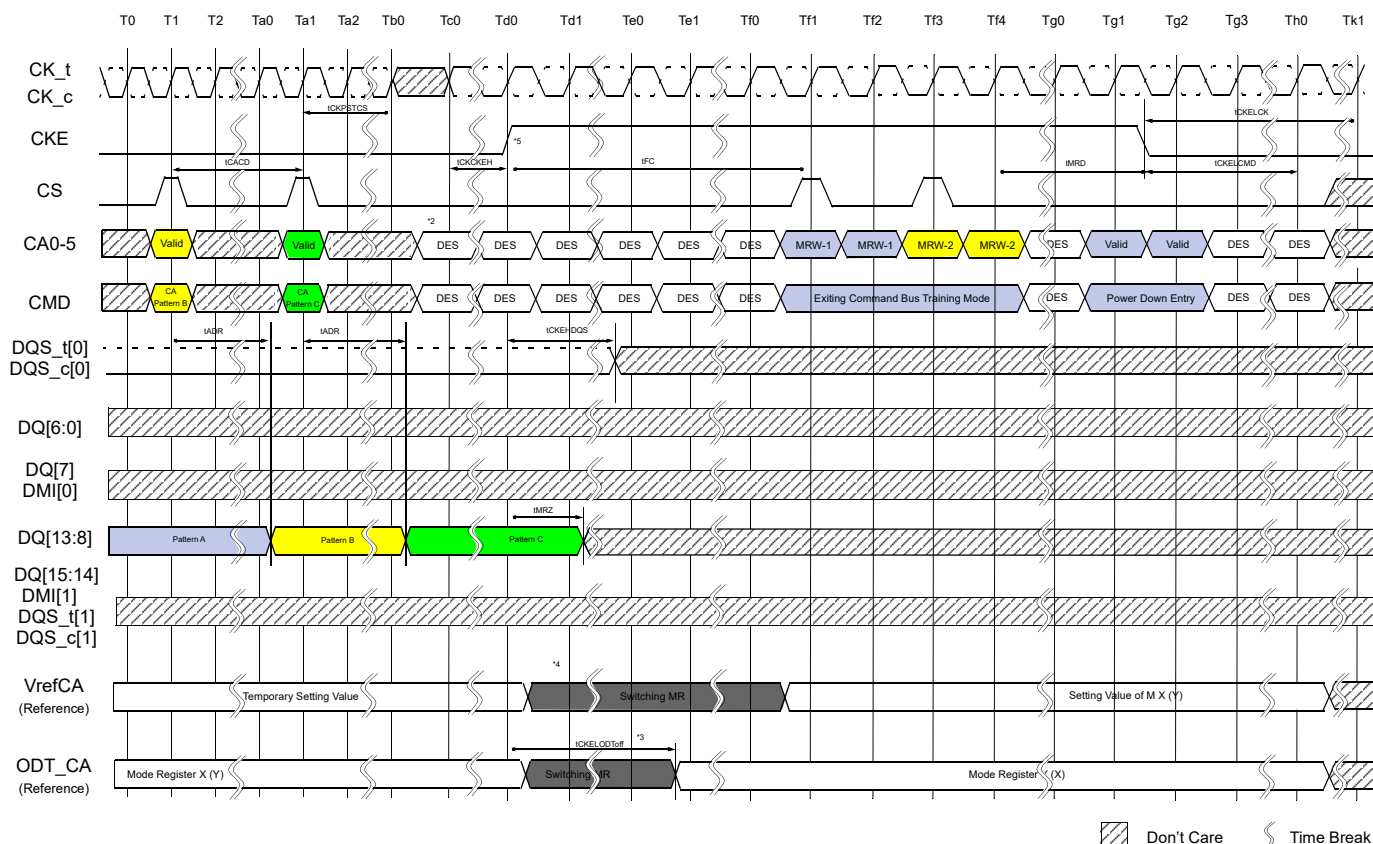 T0 T1 T2 Ta0 Ta1 Ta2 Tb0 Tc0 Td0 Td1 Te0 Te1 Tf0 Tf1 Tf2 Tf3 Tf4 Tg0 Tg1 Tg2 Tg3 Th0 Tk1
CK_t
CK_c
tCKPSTCS tCKELCK
CKE
*5
tCACD tCKCKEH tFC tMRD tCKELCMD
CS
*2
CA0-5 Valid Valid DES DES DES DES DES DES MRW-1 MRW-1 MRW-2 MRW-2 DES Valid Valid DES DES
CMD CA Pattern B CA Pattern C DES DES DES DES DES DES Exiting Command Bus Training Mode DES Power Down Entry DES DES
tADR tADR tCKEHDQS
DQS_t[0]
DQS_c[0]
DQ[6:0]
DQ[7]
DMI[0]
tMRZ
DQ[13:8] Pattern A Pattern B Pattern C
DQ[15:14]
DMI[1]
DQS_t[1]
DQS_c[1]
*4
VrefCA Temporary Setting Value Switching MR Setting Value of M X (Y)
(Reference)
tCKELODToff *3
ODT_CA Mode Register X (Y) Switching MR Mode Register (X)
(Reference)
Don't Care Time Break